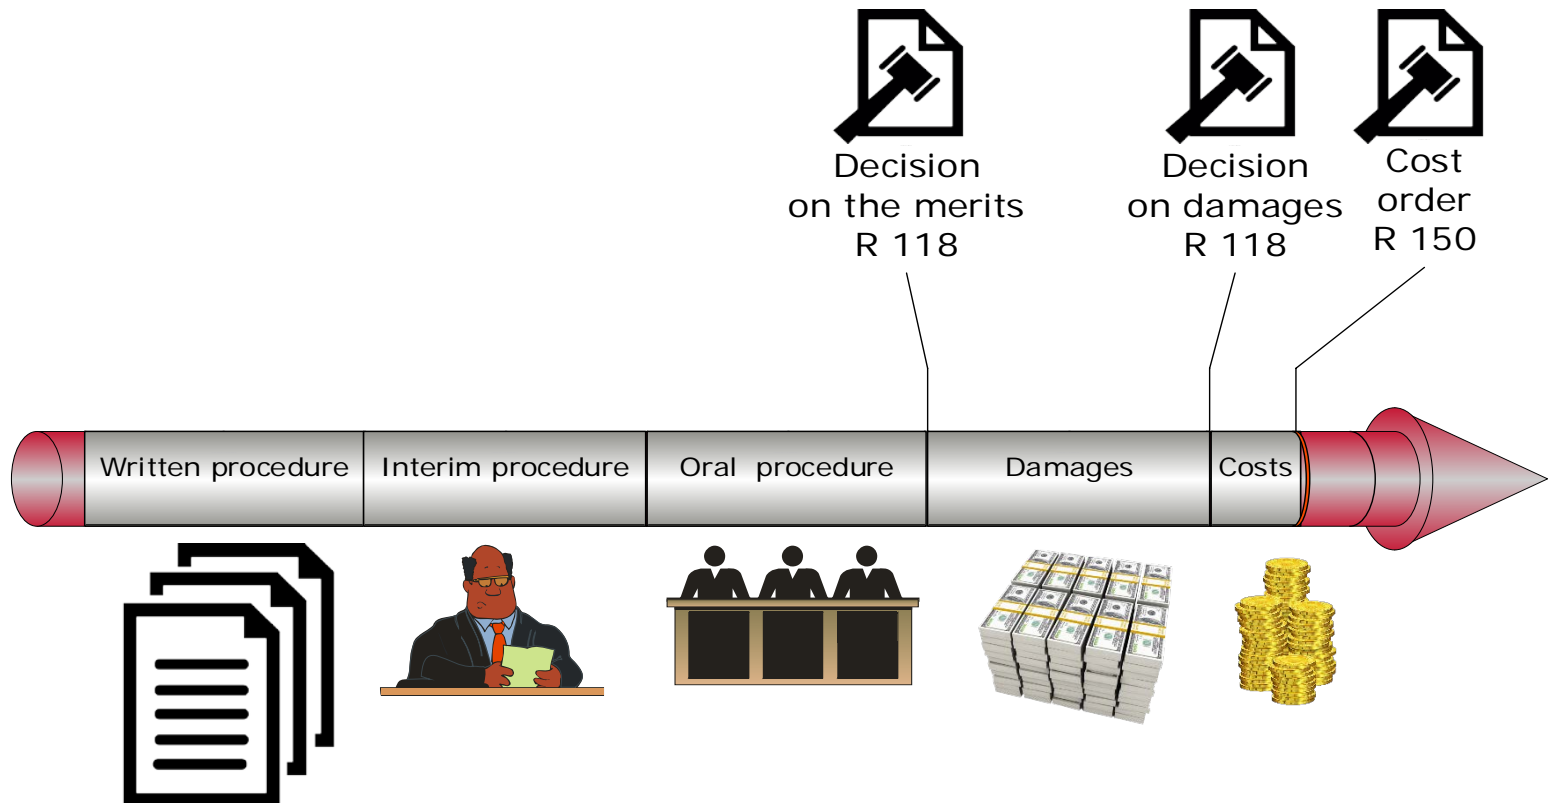 Decision
on the merits
R 118
Decision
on damages
R 118
Cost
order
R 150
Written procedure
Interim procedure
Oral procedure
Damages
Costs